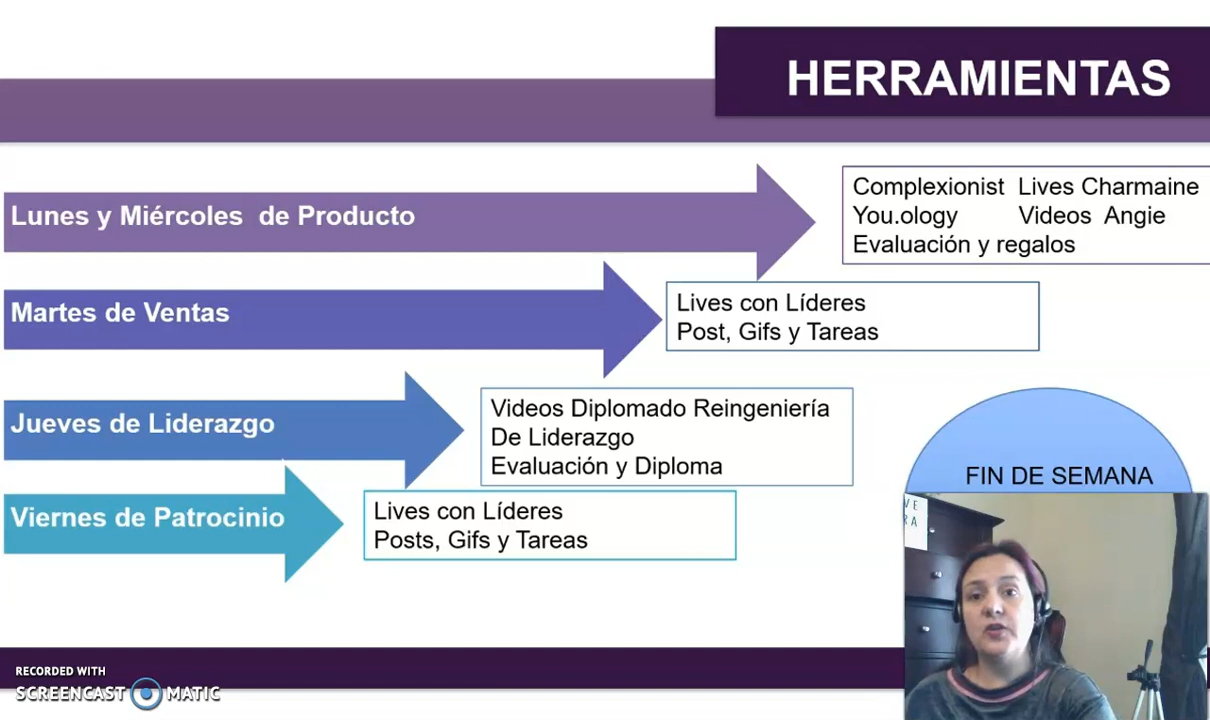 HERRAMIENTAS
Lunes y Miércoles de Producto
Complexionist Lives Charmaine
You.ology Videos Angie
Evaluación y regalos
Martes de Ventas
Lives con Líderes
Post, Gifs y Tareas
Jueves de Liderazgo
Videos Diplomado Reingeniería
De Liderazgo
Evaluación y Diploma
Viernes de Patrocinio
Lives con Líderes
Posts, Gifs y Tareas
FIN DE SEMANA
VE
RA
RECORDED WITH
SCREENCAST MATIC